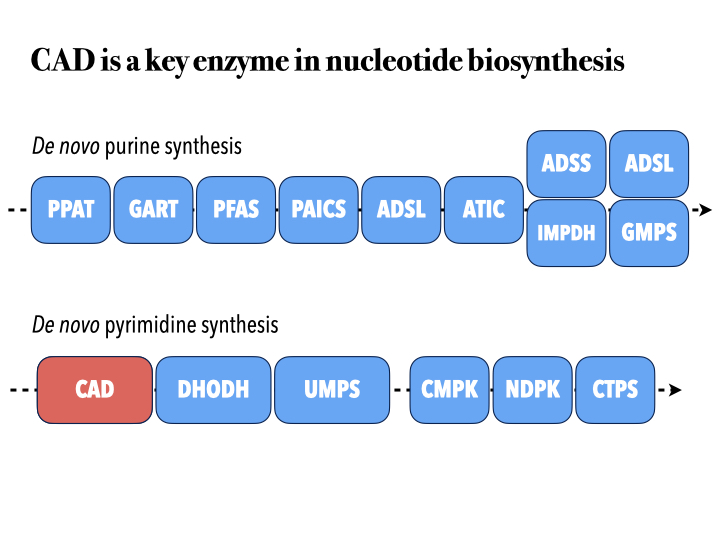 CAD is a key enzyme in nucleotide biosynthesis
De novo purine synthesis
ADSS ADSL
PPAT GART PFAS PAICS ADSL ATIC
IMPDH GMPS
De novo pyrimidine synthesis
CAD DHODH UMPS CMPK NDPK CTPS